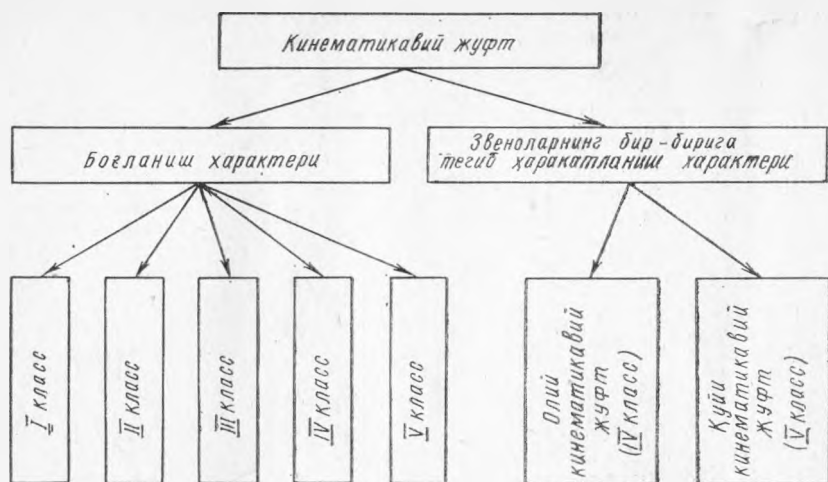 Кинематикавий жуфт
Боғланиш характери
Звеноларнинг бир-бирига
тегиб ҳаракатланиш характери
I класс
II класс
III класс
IV класс
V класс
Олий
кинематикавий
жуфт
(IV класс)
Қуйи
кинематикавий
жуфт
(V класс)